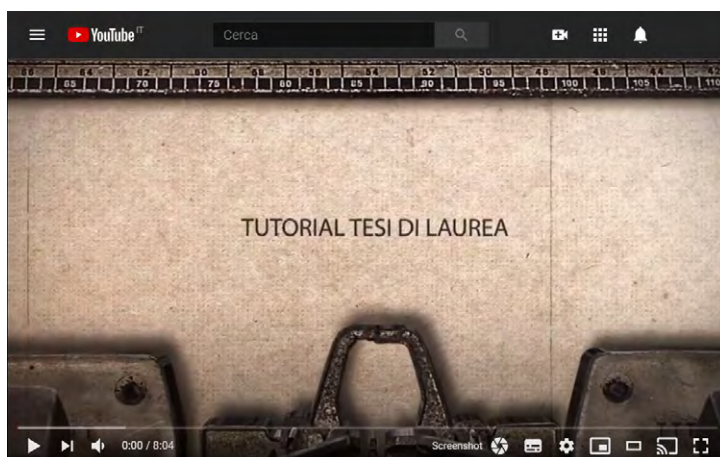 YouTube IT
Cerca
TUTORIAL TESI DI LAUREA
0:00 / 8:04
Screenshot